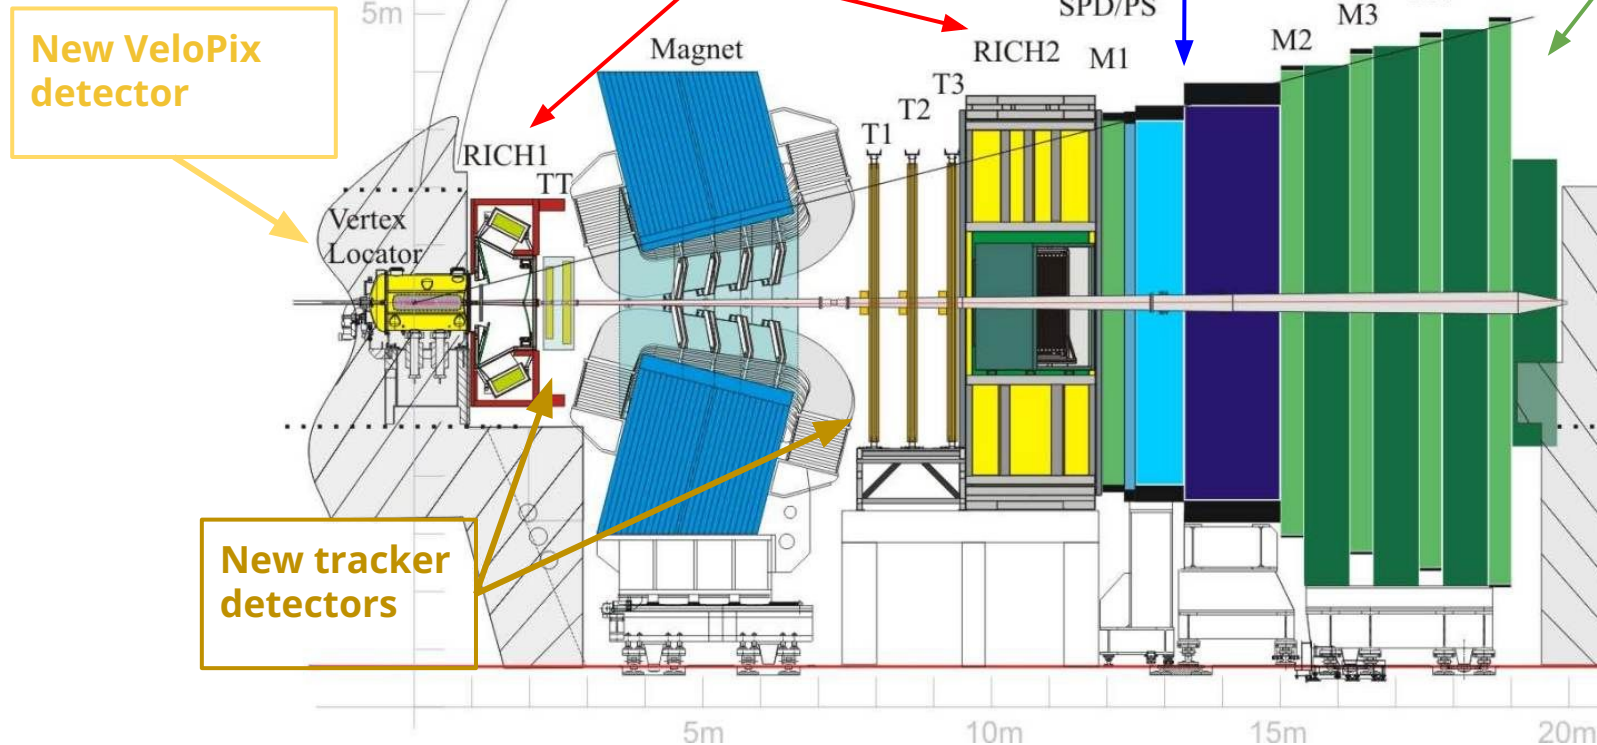 5m
SPD/PS
M3
New VeloPix
detector
Magnet
RICH2
M1
M2
T3
T2
T1
RICH1
TT
Vertex
Locator
New tracker
detectors
5m
10m
15m
20m